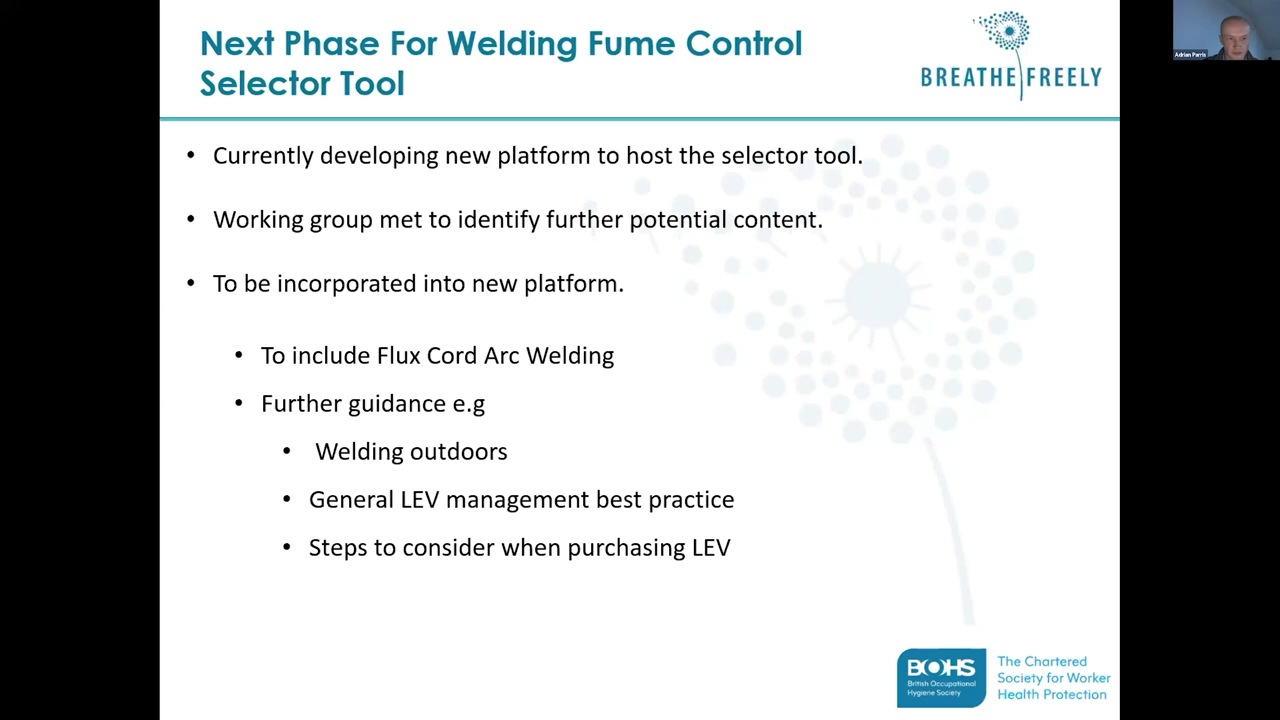 Next Phase For Welding Fume Control
Selector Tool
BREATHE FREELY
Adrian Parris
• Currently developing new platform to host the selector tool.
• Working group met to identify further potential content.
• To be incorporated into new platform.
• To include Flux Cord Arc Welding
• Further guidance e.g
• Welding outdoors
• General LEV management best practice
• Steps to consider when purchasing LEV
BOHS
British Occupational
Hygiene Society
The Chartered
Society for Worker
Health Protection